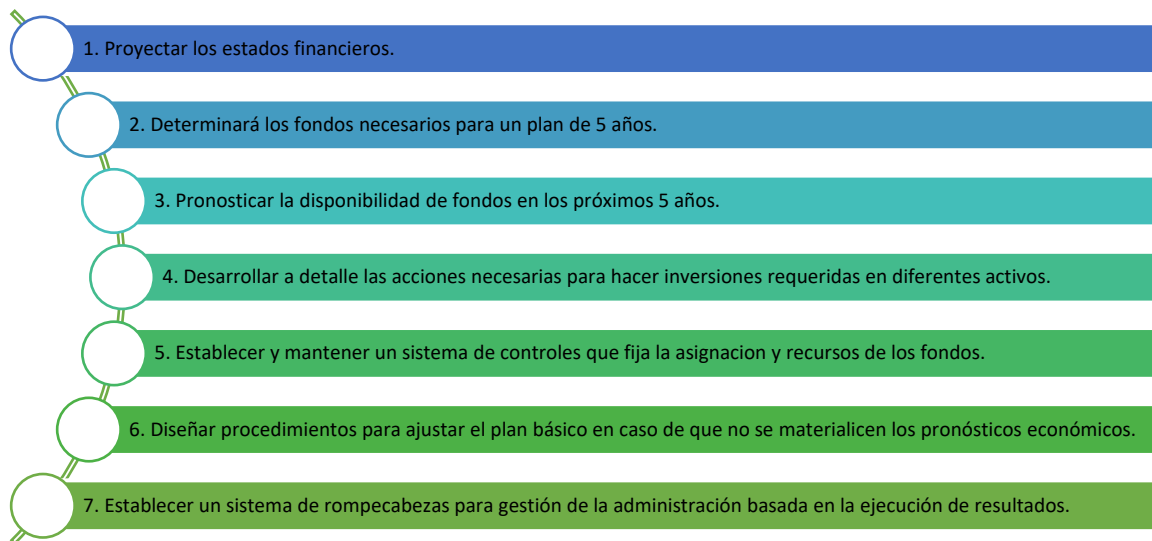 1. Proyectar los estados financieros.
2. Determinará los fondos necesarios para un plan de 5 años.
3. Pronosticar la disponibilidad de fondos en los próximos 5 años.
4. Desarrollar a detalle las acciones necesarias para hacer inversiones requeridas en diferentes activos.
5. Establecer y mantener un sistema de controles que fija la asignacion y recursos de los fondos.
6. Diseñar procedimientos para ajustar el plan básico en caso de que no se materialicen los pronósticos económicos.
7. Establecer un sistema de rompecabezas para gestión de la administración basada en la ejecución de resultados.